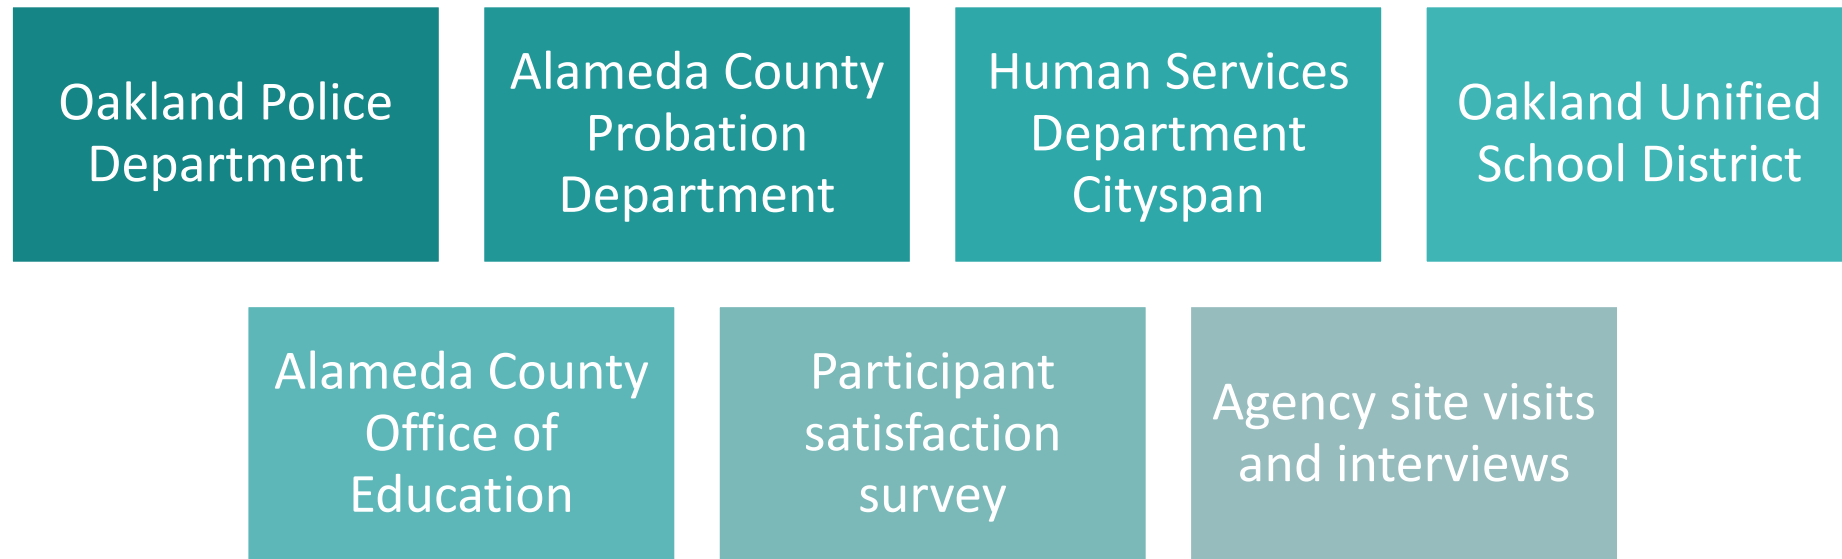 Oakland Police
Department
Alameda County
Probation
Department
Human Services
Department
Cityspan
Oakland Unified
School District
Alameda County
Office of
Education
Participant
satisfaction
survey
Agency site visits
and interviews